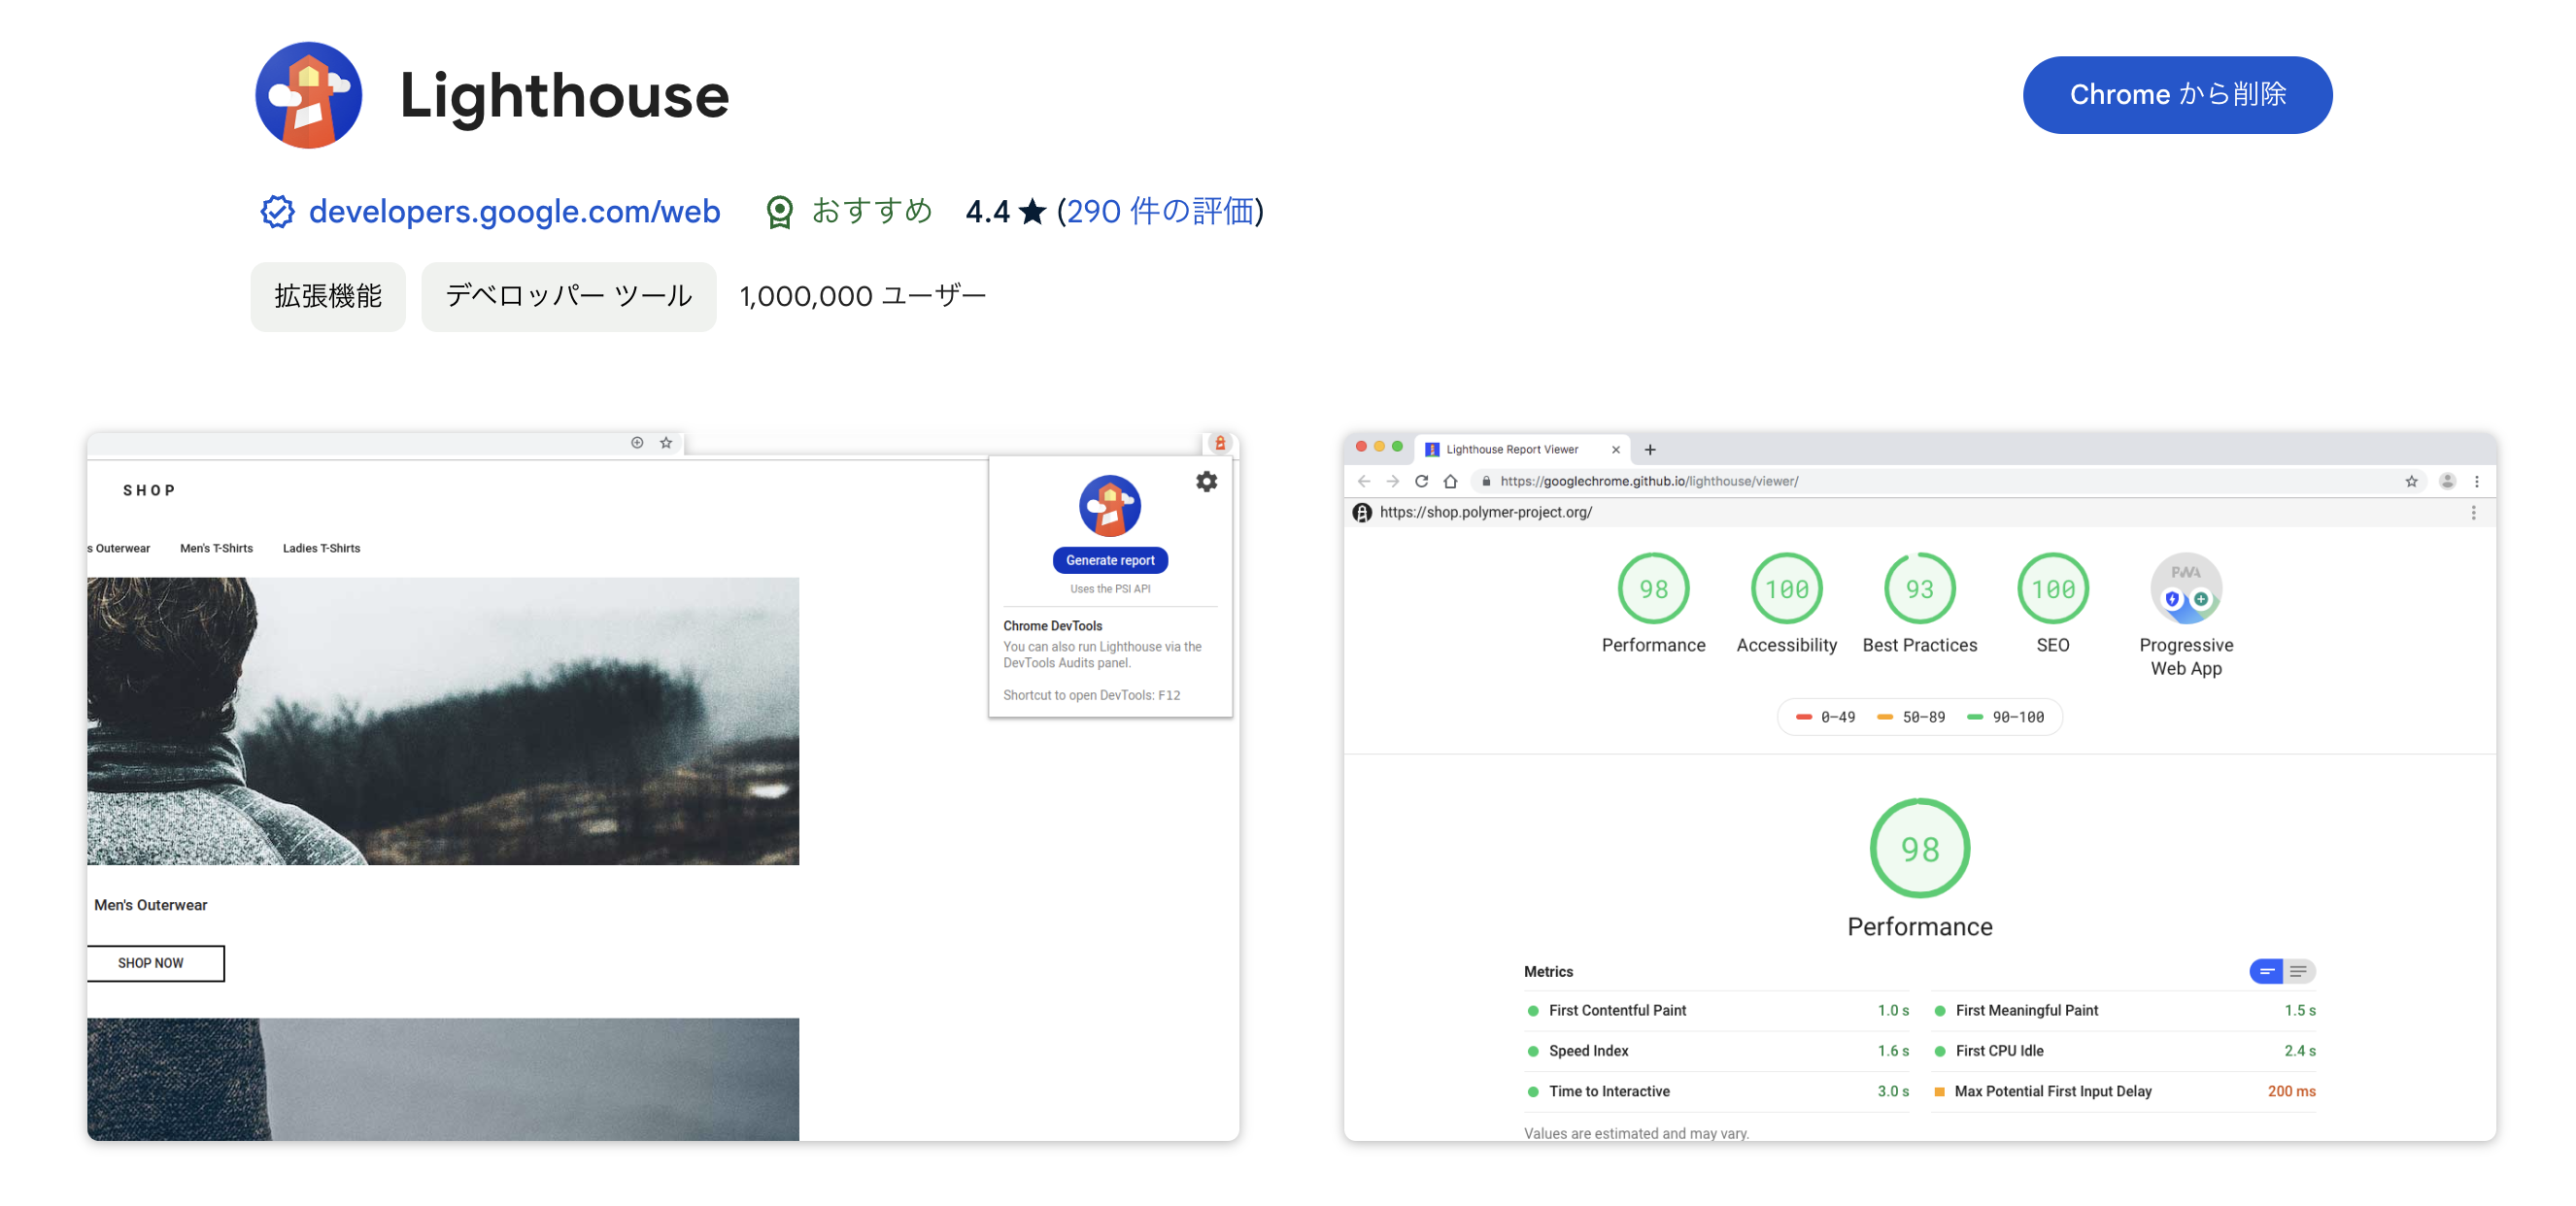 Lighthouse
Chrome から削除
developers.google.com/web おすすめ 4.4 ★ (290 件の評価)
拡張機能 デベロッパー ツール 1,000,000 ユーザー
SHOP
s Outerwear Men's T-Shirts Ladies T-Shirts
Generate report
Uses the PSI API
Chrome DevTools
You can also run Lighthouse via the
DevTools Audits panel.
Shortcut to open DevTools: F12
Men's Outerwear
SHOP NOW
Lighthouse Report Viewer
https://googlechrome.github.io/lighthouse/viewer/
https://shop.polymer-project.org/
98 100 93 100 PWA
Performance Accessibility Best Practices SEO Progressive
Web App
0–49 50–89 90–100
98
Performance
Metrics
First Contentful Paint 1.0 s First Meaningful Paint 1.5 s
Speed Index 1.6 s First CPU Idle 2.4 s
Time to Interactive 3.0 s Max Potential First Input Delay 200 ms
Values are estimated and may vary.